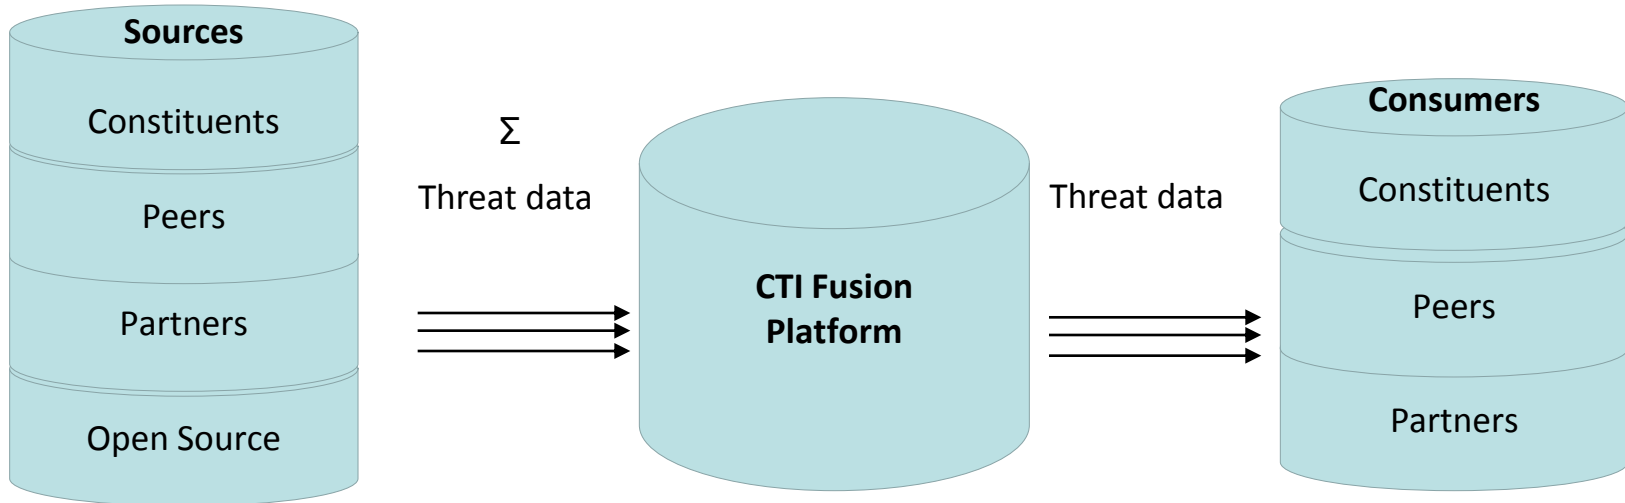 Sources
Constituents
Peers
Partners
Open Source
Σ
Threat data
CTI Fusion
Platform
Threat data
Consumers
Constituents
Peers
Partners